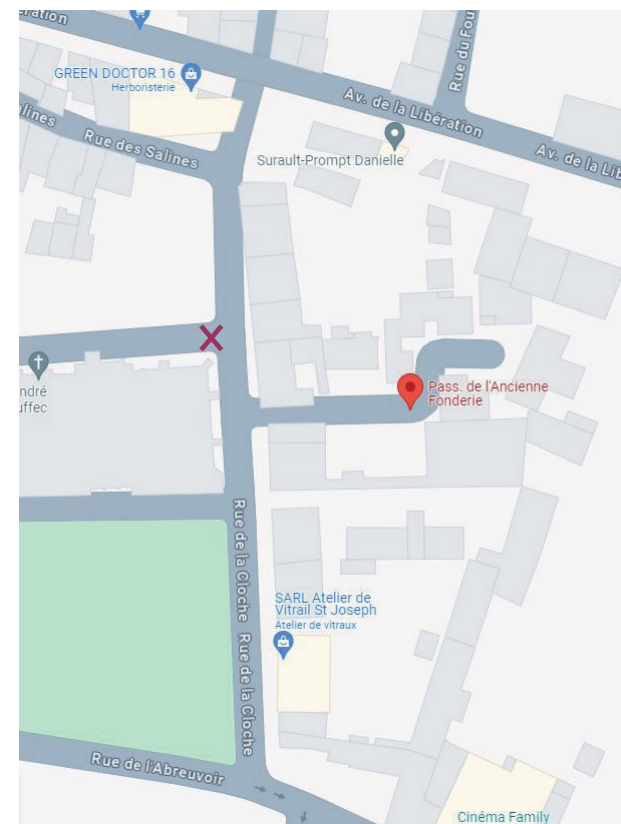 ration
GREEN DOCTOR 16
Herboristerie
Rue du Four
Av. de la Libération
Av. de la Lib
lines
Rue des Salines
Surault-Prompt Danielle
ndré
uffec
Pass. de l'Ancienne
Fonderie
Rue de la Cloche
Rue de la Cloche
SARL Atelier de
Vitrail St Joseph
Atelier de vitraux
Rue de l'Abreuvoir
Cinéma Family